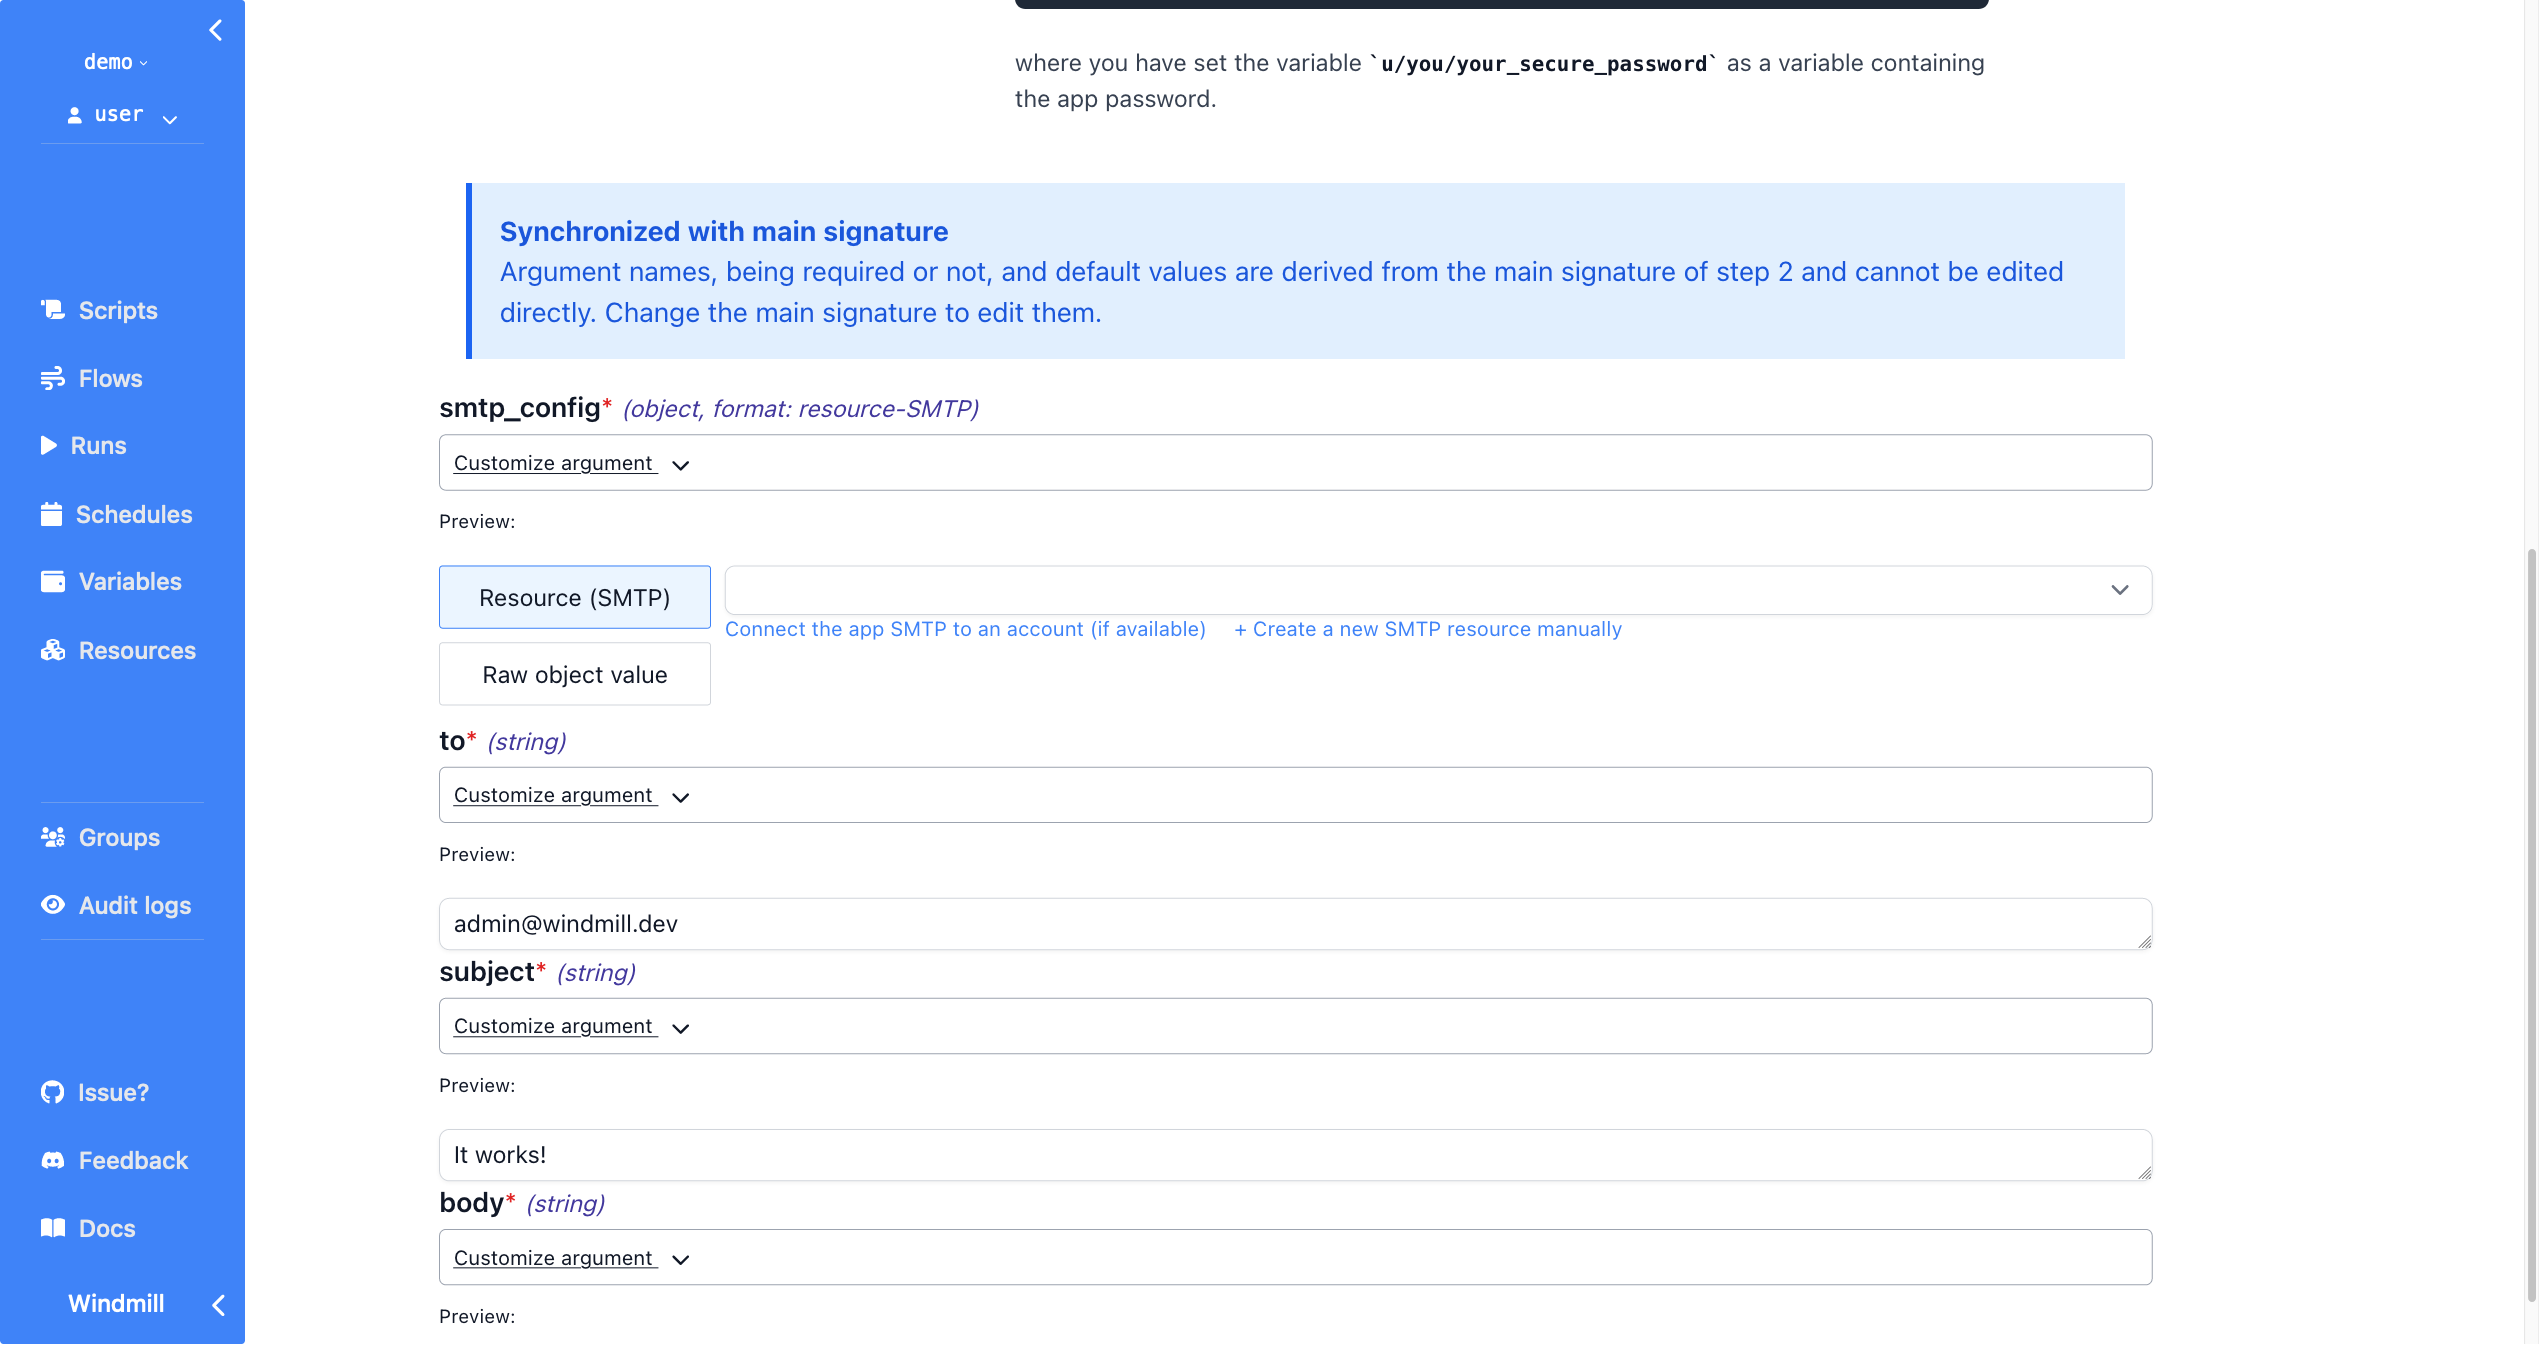 demo
user
Scripts
Flows
Runs
Schedules
Variables
Resources
Groups
Audit logs
Issue?
Feedback
Docs
Windmill
where you have set the variable `u/you/your_secure_password` as a variable containing
the app password.
Synchronized with main signature
Argument names, being required or not, and default values are derived from the main signature of step 2 and cannot be edited
directly. Change the main signature to edit them.
smtp_config* (object, format: resource-SMTP)
Customize argument
Preview:
Resource (SMTP)
Connect the app SMTP to an account (if available) + Create a new SMTP resource manually
Raw object value
to* (string)
Customize argument
Preview:
admin@windmill.dev
subject* (string)
Customize argument
Preview:
It works!
body* (string)
Customize argument
Preview: